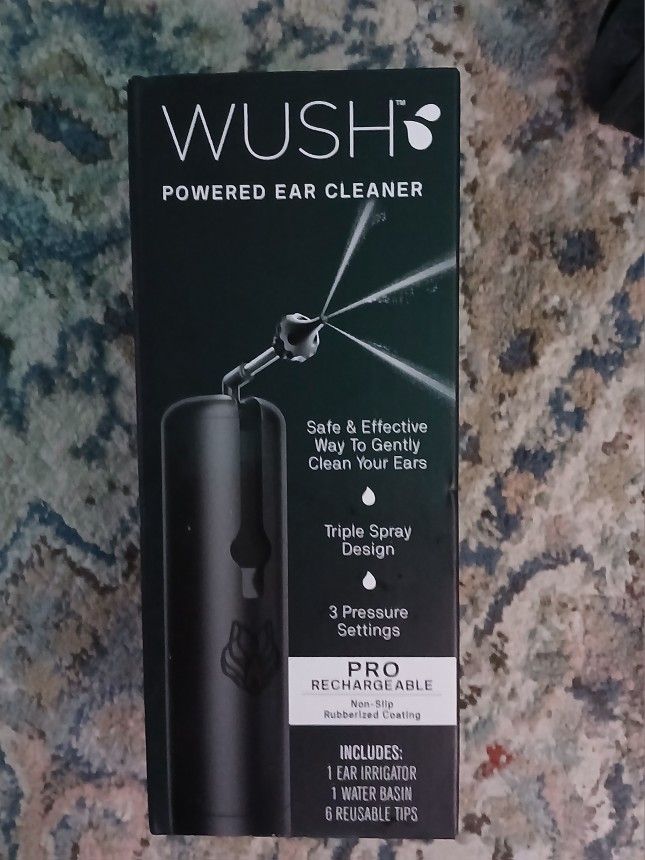 WUSH™
POWERED EAR CLEANER
Safe & Effective
Way To Gently
Clean Your Ears
Triple Spray
Design
3 Pressure
Settings
PRO
RECHARGEABLE
Non-Slip
Rubberized Coating
INCLUDES:
1 EAR IRRIGATOR
1 WATER BASIN
6 REUSABLE TIPS